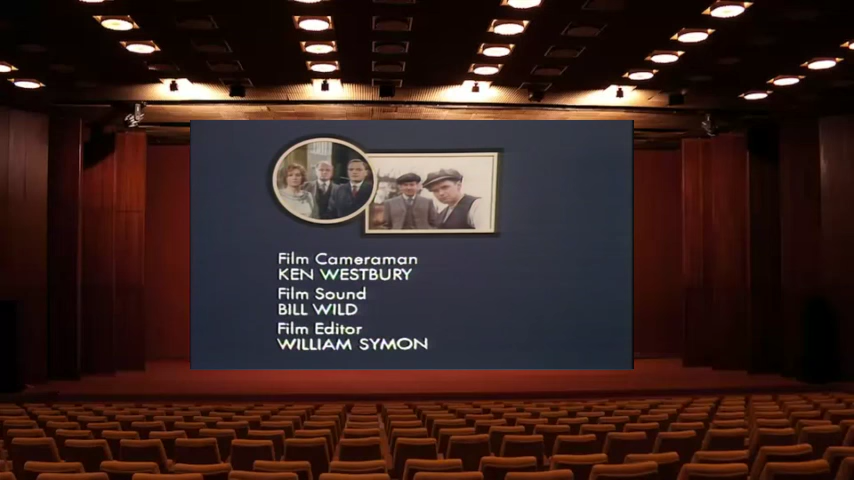 Film Cameraman
KEN WESTBURY
Film Sound
BILL WILD
Film Editor
WILLIAM SYMON